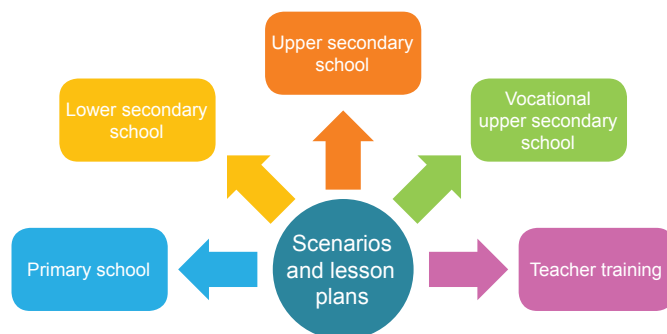 Upper secondary
school
Lower secondary
school
Vocational
upper secondary
school
Primary school
Scenarios
and lesson
plans
Teacher training